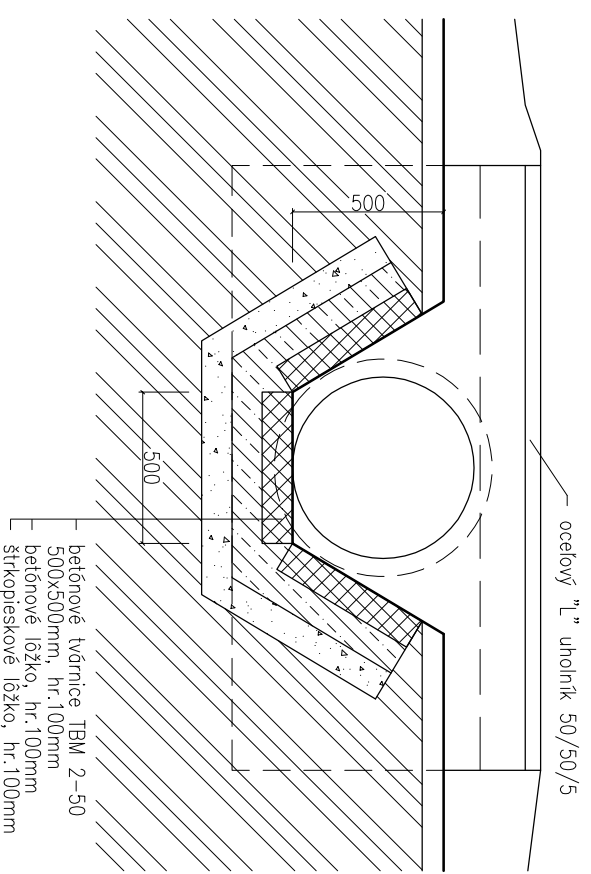 oceľový "L" uholník 50/50/5
500
500
betónové tvárnice TBM 2-50
500x500mm, hr.100mm
betónové lôžko, hr.100mm
štrkopieskové lôžko, hr.100mm